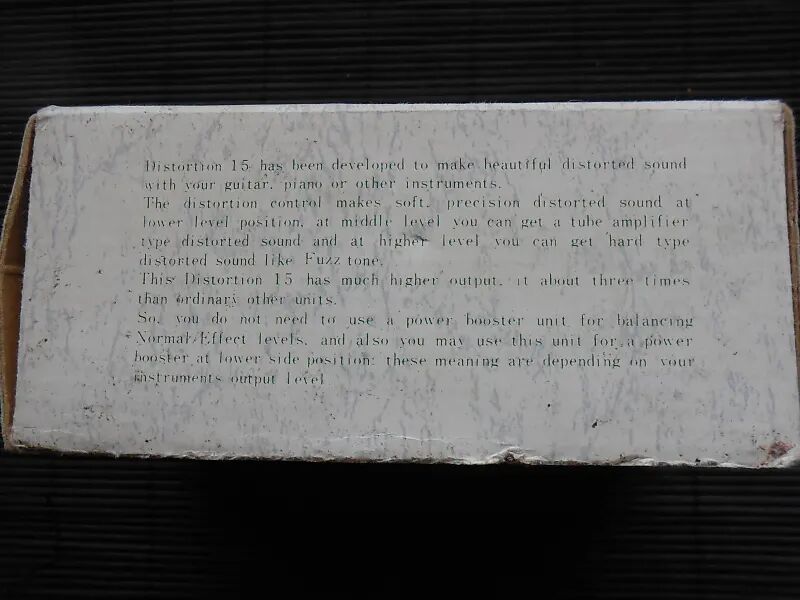 Distortion 15 has been developed to make beautiful distorted sound
with your guitar, piano or other instruments.
The distortion control makes soft, precision distorted sound at
lower level position, at middle level you can get a tube amplifier
type distorted sound and at higher level you can get hard type
distorted sound like Fuzz tone.
This Distortion 15 has much higher output, it about three times
than ordinary other units.
So, you do not need to use a power booster unit for balancing
Normal/Effect levels, and also you may use this unit for a power
booster at lower side position; these meaning are depending on your
instruments output level